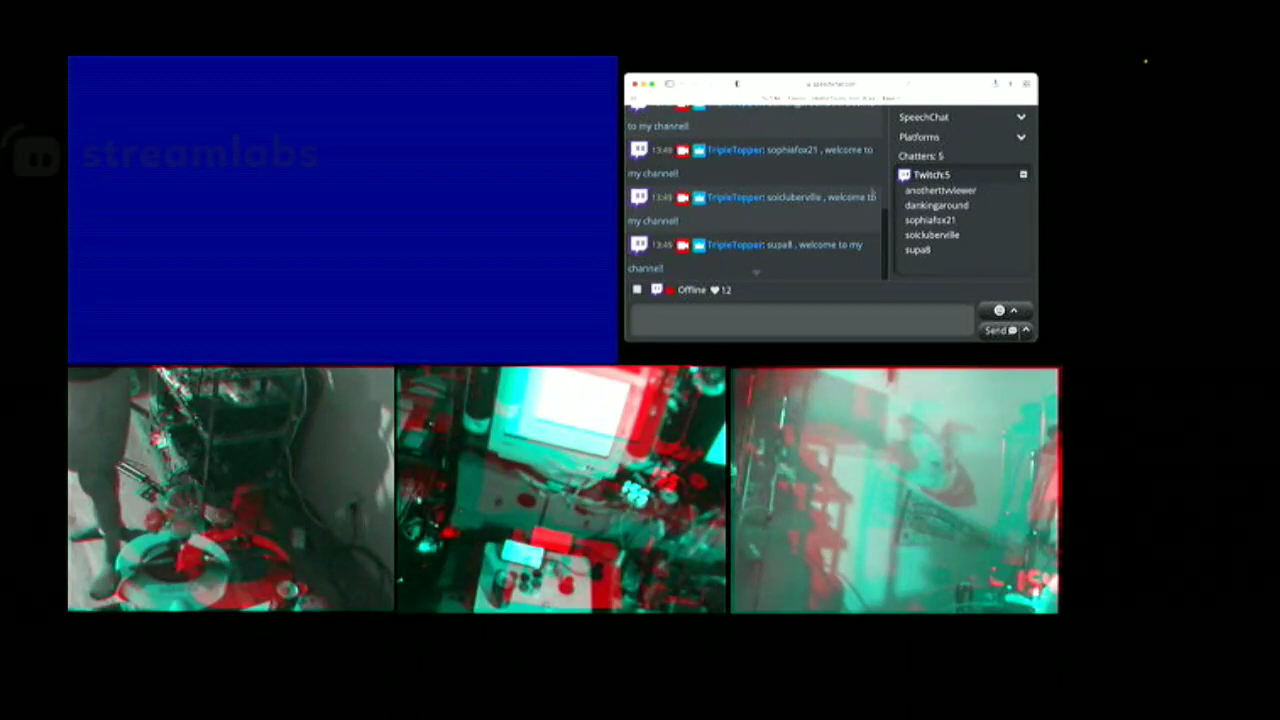 streamlabs
to my channel!
13:49 TripleTopper: sophiafox21 , welcome to
my channel!
13:49 TripleTopper: soicluberville , welcome to
my channel!
13:49 TripleTopper: supa8 , welcome to my
channel!
Offline 12
Send
SpeechChat
Platforms
Chatters: 5
Twitch:5
anotherttvviewer
dankingaround
sophiafox21
soicluberville
supa8